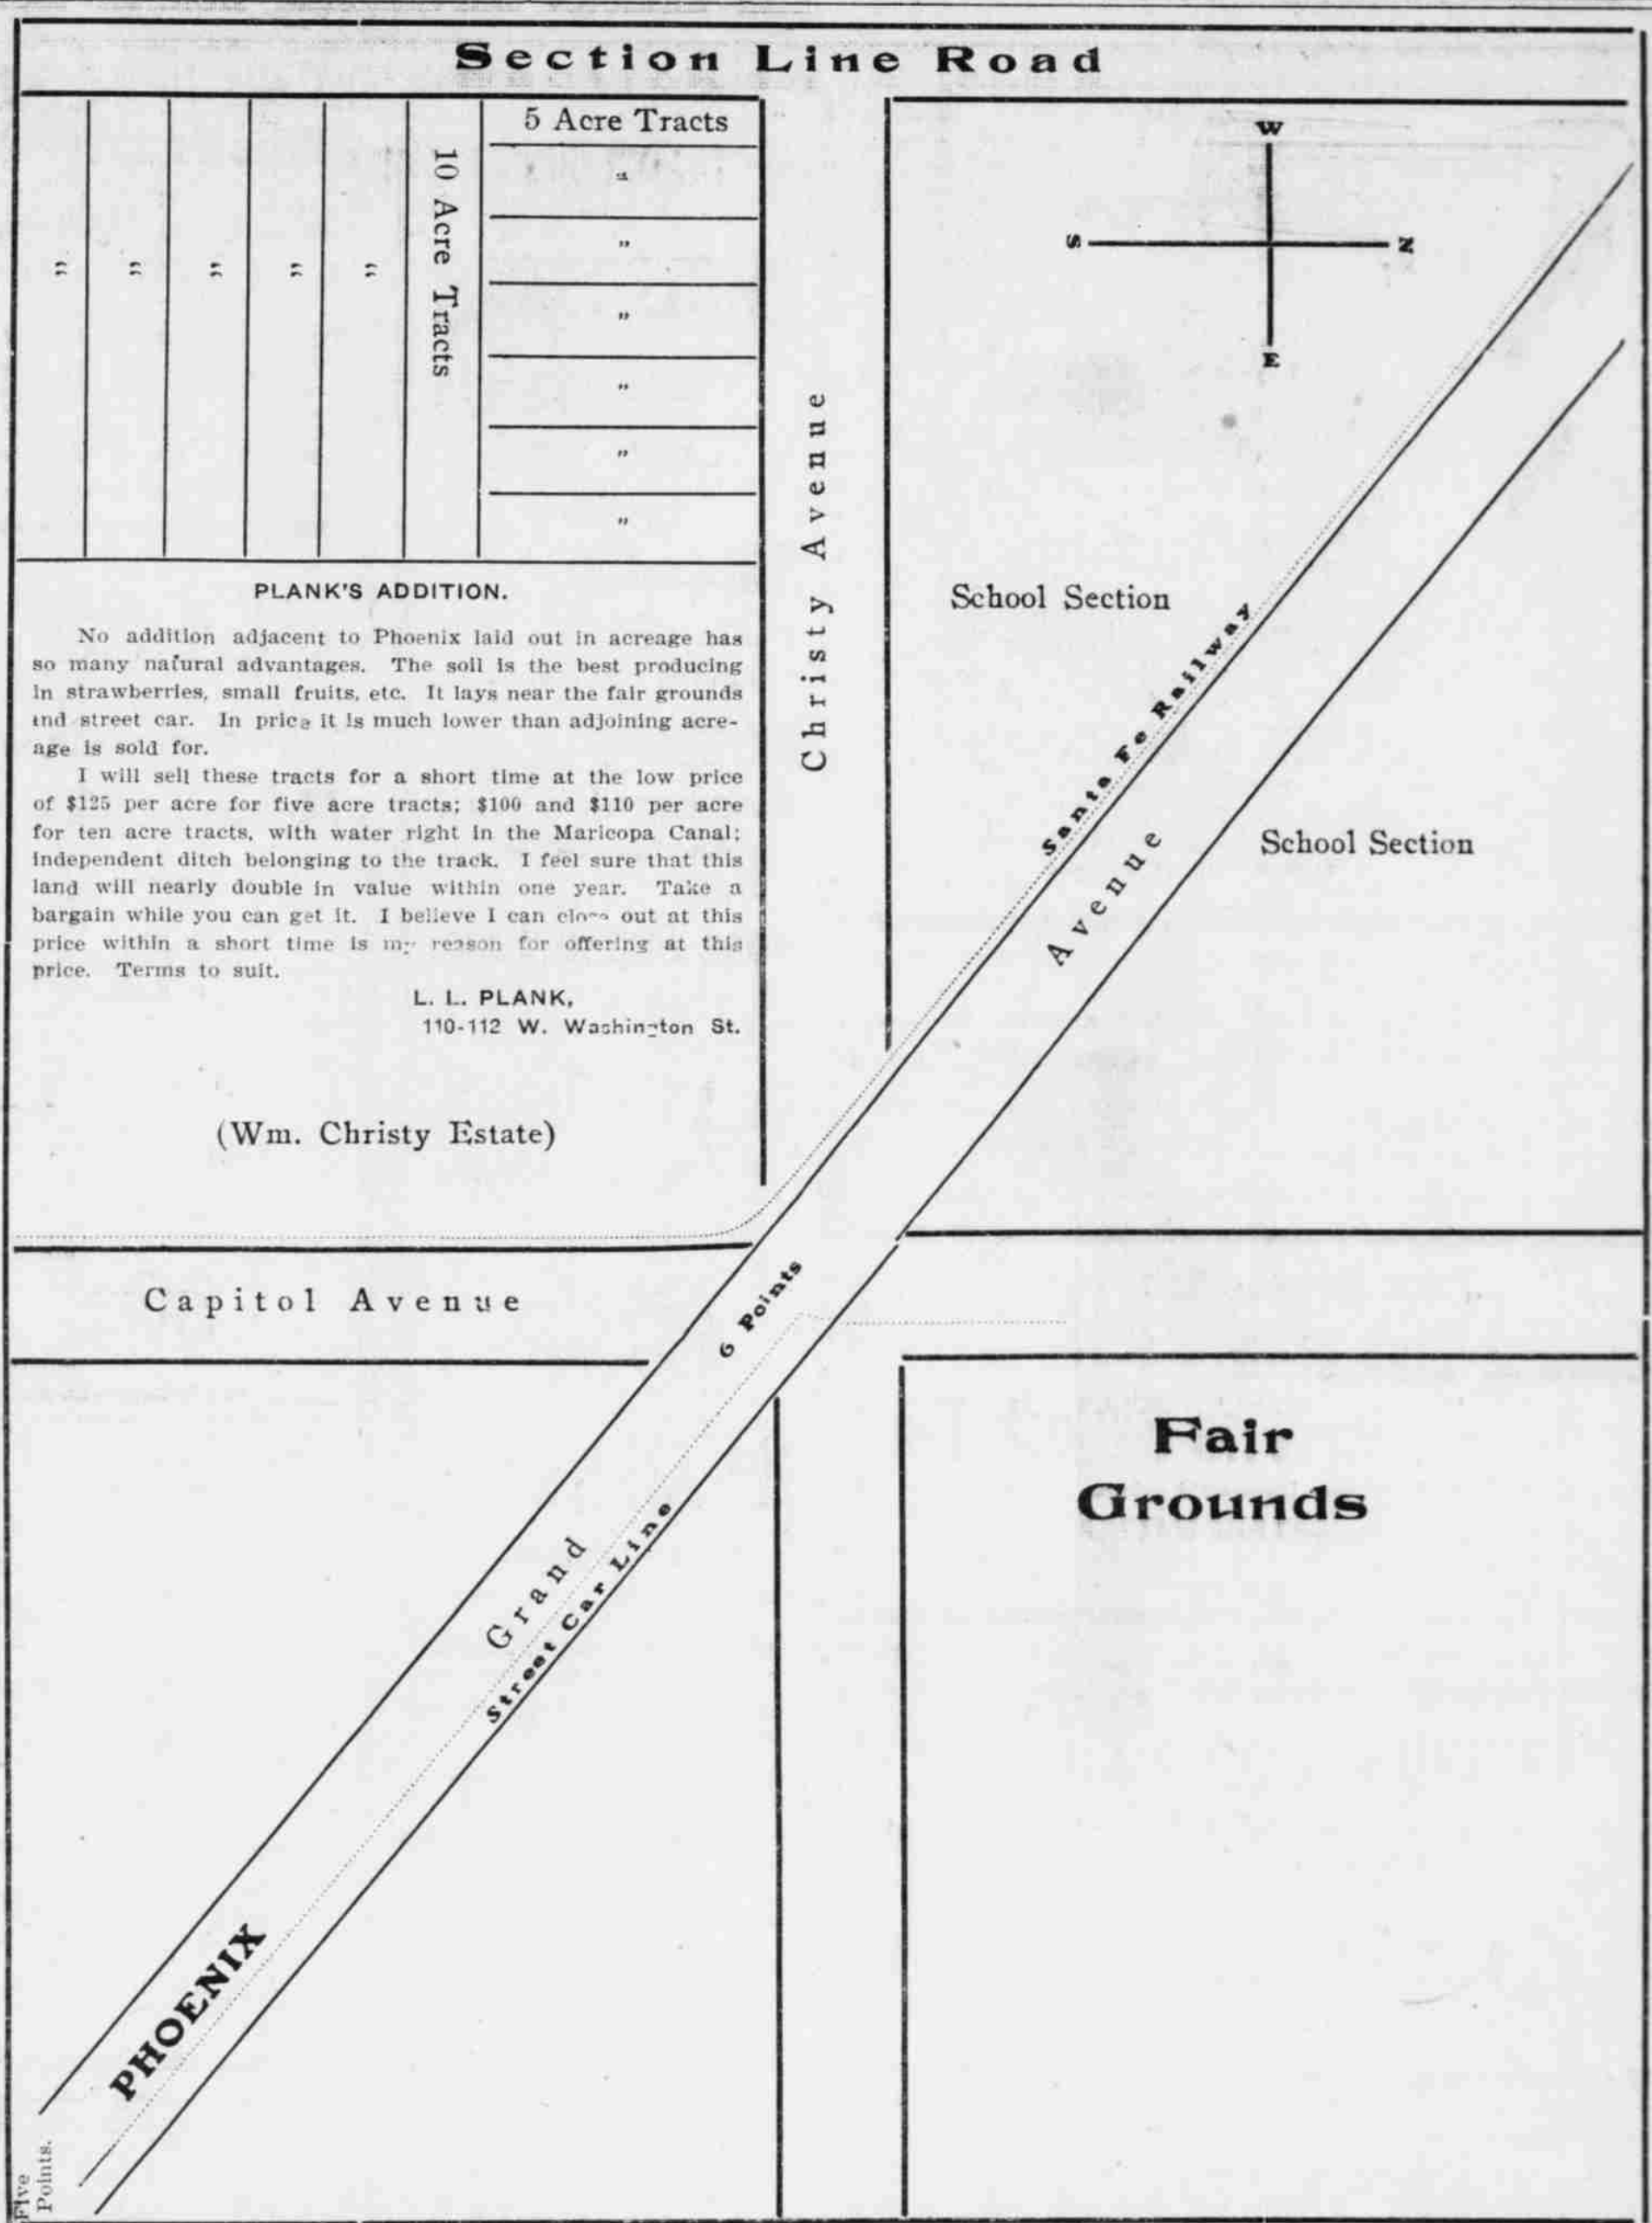 Section Line Road
5 Acre Tracts
"
"
"
"
"
"
10 Acre Tracts
"
"
"
"
"
W
S
N
E
PLANK'S ADDITION.
No addition adjacent to Phoenix laid out in acreage has
so many natural advantages. The soil is the best producing
in strawberries, small fruits, etc. It lays near the fair grounds
and street car. In price it is much lower than adjoining acre-
age is sold for.
I will sell these tracts for a short time at the low price
of $125 per acre for five acre tracts; $100 and $110 per acre
for ten acre tracts, with water right in the Maricopa Canal;
independent ditch belonging to the track. I feel sure that this
land will nearly double in value within one year. Take a
bargain while you can get it. I believe I can close out at this
price within a short time is my reason for offering at this
price. Terms to suit.
L. L. PLANK,
110-112 W. Washington St.
(Wm. Christy Estate)
Christy Avenue
School Section
Santa Fe Railway
School Section
Avenue
Capitol Avenue
6 Points
Grand
Street Car Line
Fair
Grounds
PHOENIX
Five
Points.